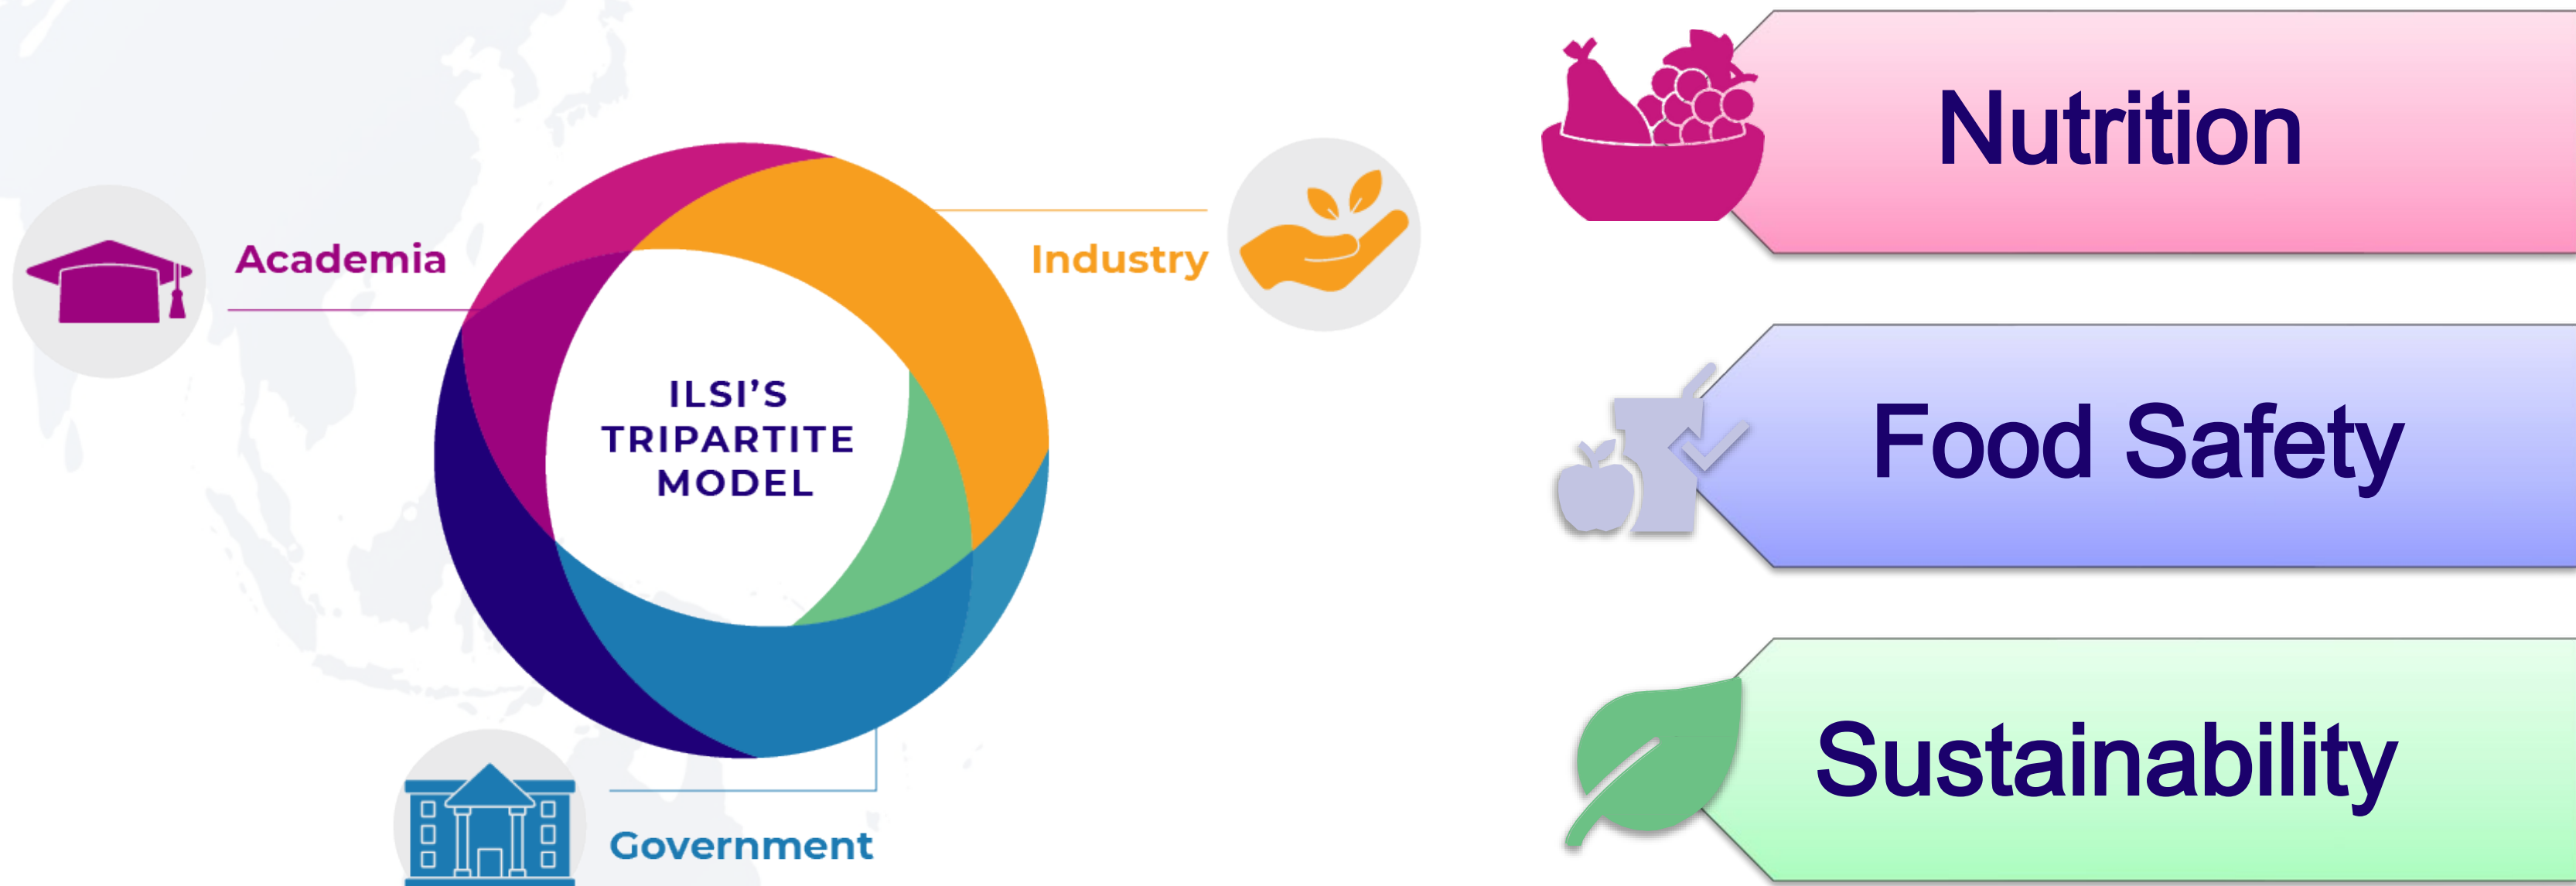 Academia
Industry
ILSI’S
TRIPARTITE
MODEL
Government
Nutrition
Food Safety
Sustainability